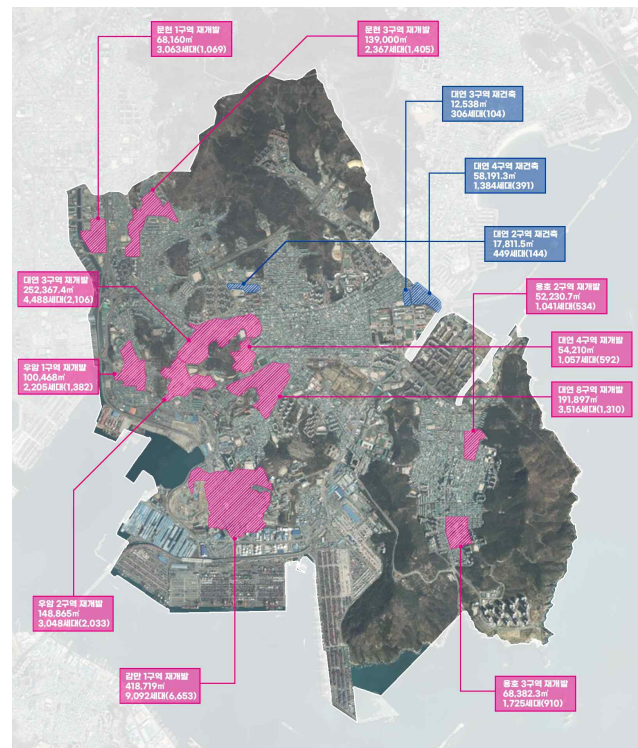 문현 1구역 재개발
68,160㎡
3,063세대(1,069)
문현 3구역 재개발
139,000㎡
2,367세대(1,405)
대연 3구역 재건축
12,538㎡
306세대(104)
대연 4구역 재건축
58,191.3㎡
1,384세대(391)
대연 2구역 재건축
17,811.5㎡
449세대(144)
대연 3구역 재개발
252,367.4㎡
4,488세대(2,106)
용호 2구역 재개발
52,230.7㎡
1,041세대(534)
대연 4구역 재개발
54,210㎡
1,057세대(592)
우암 1구역 재개발
100,468㎡
2,205세대(1,382)
대연 8구역 재개발
191,897㎡
3,516세대(1,310)
우암 2구역 재개발
148,865㎡
3,048세대(2,033)
감만 1구역 재개발
418,719㎡
9,092세대(6,653)
용호 3구역 재개발
68,382.3㎡
1,725세대(910)